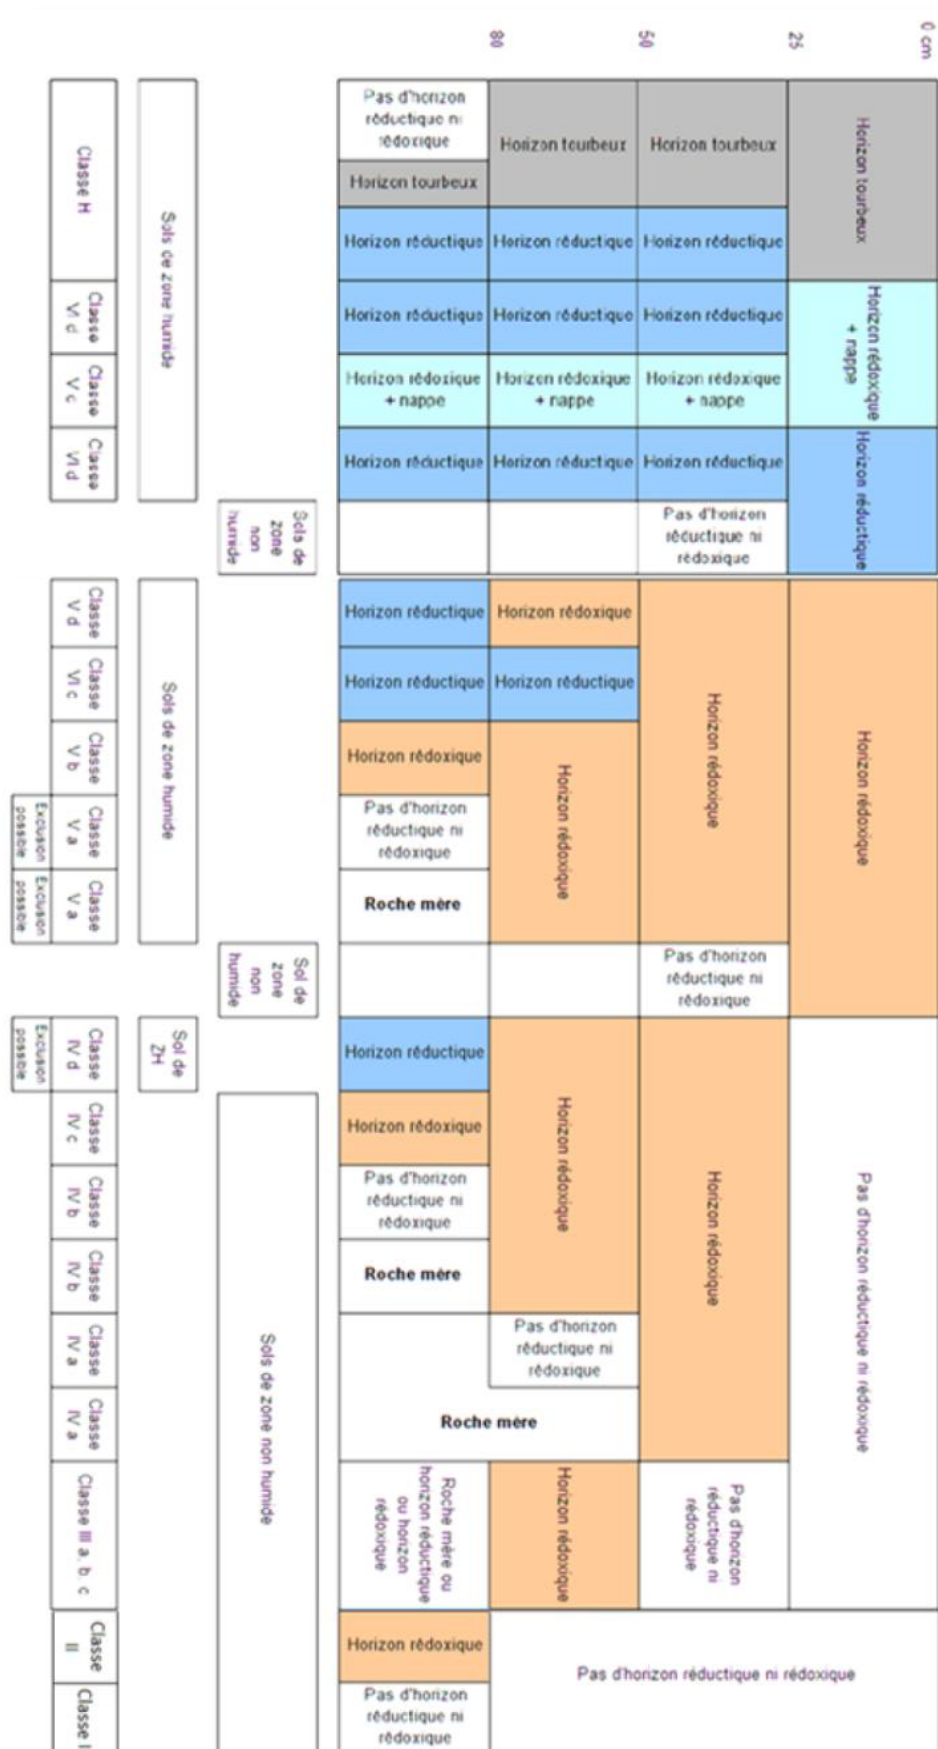 0 cm
25
50
80
Horizon tourbeux
Horizon rédoxique
+ nappe
Horizon réductique
Horizon rédoxique
Pas d'horizon réductique ni rédoxique
Horizon tourbeux
Horizon réductique
Horizon réductique
Horizon rédoxique
+ nappe
Horizon réductique
Pas d'horizon
réductique ni
rédoxique
Horizon rédoxique
Pas d'horizon
réductique ni
rédoxique
Horizon rédoxique
Pas d'horizon
réductique ni
rédoxique
Pas d'horizon réductique ni rédoxique
Horizon tourbeux
Horizon réductique
Horizon réductique
Horizon rédoxique
+ nappe
Horizon réductique
Horizon rédoxique
Horizon réductique
Horizon rédoxique
Horizon rédoxique
Pas d'horizon
réductique ni
rédoxique
Roche mère
Horizon rédoxique
Pas d'horizon
réductique ni
rédoxique
Horizon tourbeux
Horizon réductique
Horizon réductique
Horizon rédoxique
+ nappe
Horizon réductique
Horizon réductique
Horizon réductique
Horizon rédoxique
Pas d'horizon
réductique ni
rédoxique
Roche mère
Horizon réductique
Horizon rédoxique
Pas d'horizon
réductique ni
rédoxique
Roche mère
Roche mère ou
horizon réductique
ou horizon
rédoxique
Horizon rédoxique
Pas d'horizon
réductique ni
rédoxique
Sols de
zone
non
humide
Sol de
zone
non
humide
Sols de zone non humide
Sols de zone humide
Sols de zone humide
Sol de
ZH
Classe H
Classe
VI d
Classe
V c
Classe
VI d
Classe
V d
Classe
VI c
Classe
V b
Classe
V a
Classe
V a
Classe
IV d
Classe
IV c
Classe
IV b
Classe
IV b
Classe
IV a
Classe
IV a
Classe III a, b, c
Classe
II
Classe I
Exclusion
possible
Exclusion
possible
Exclusion
possible